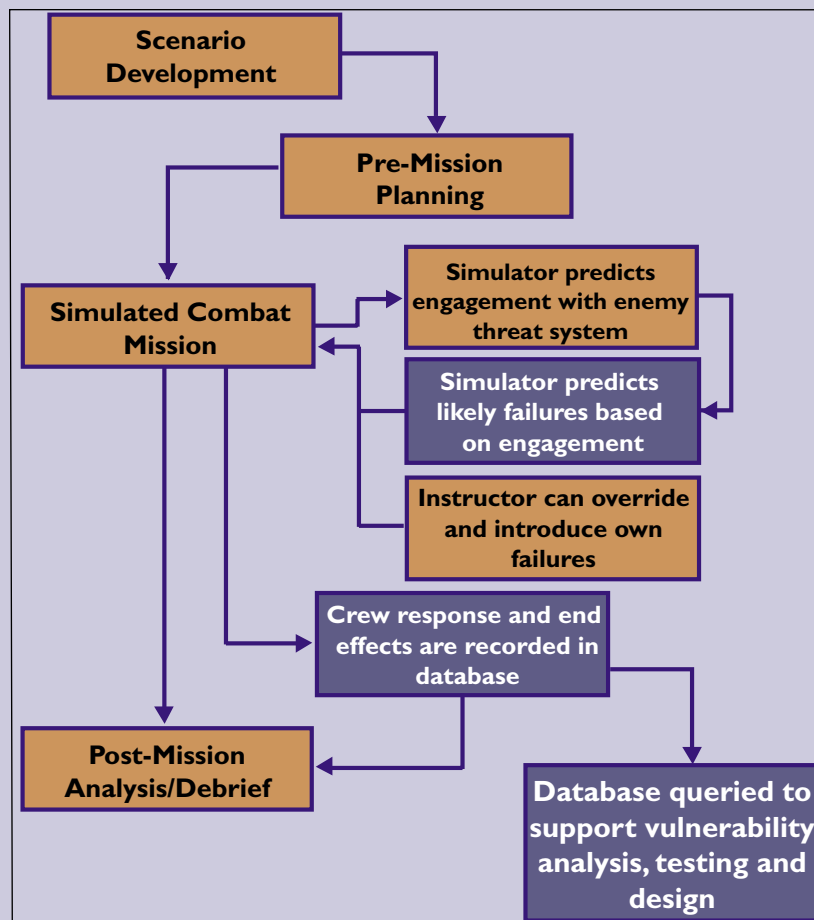 Scenario
Development
Pre-Mission
Planning
Simulated Combat
Mission
Simulator predicts
engagement with enemy
threat system
Simulator predicts
likely failures based
on engagement
Instructor can override
and introduce own
failures
Crew response and end
effects are recorded in
database
Post-Mission
Analysis/Debrief
Database queried to
support vulnerability
analysis, testing and
design